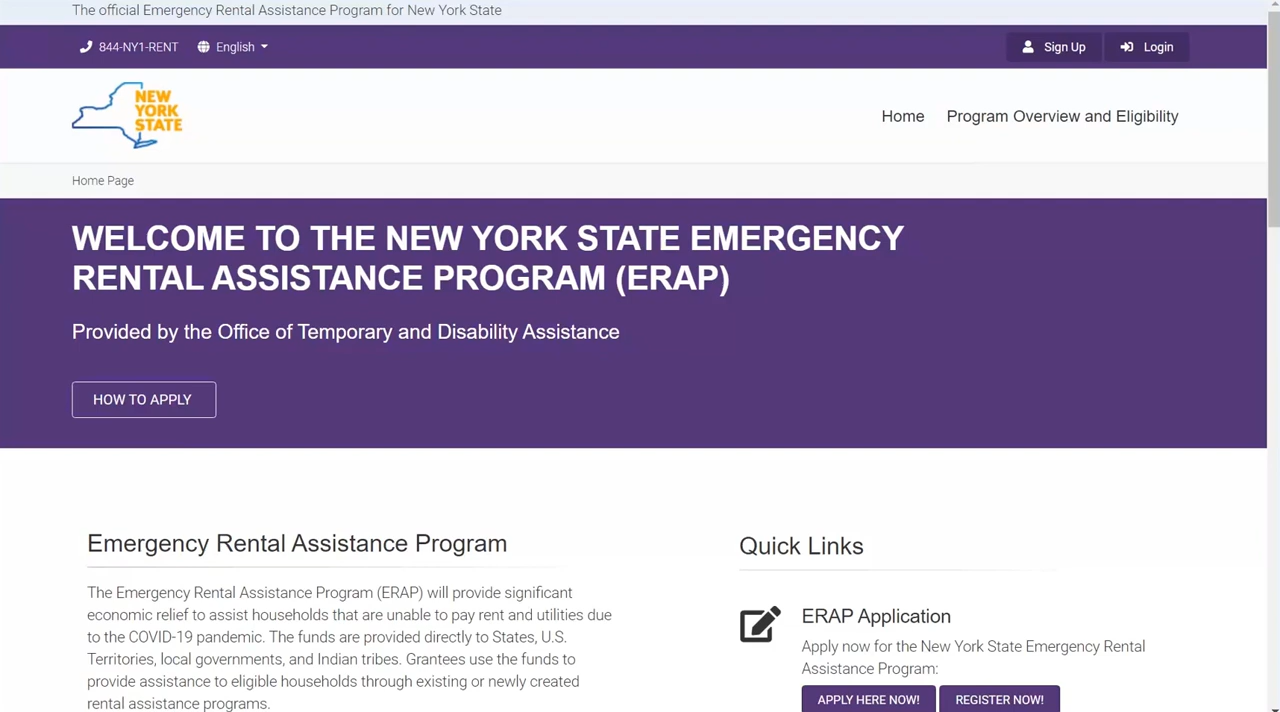 The official Emergency Rental Assistance Program for New York State
844-NY1-RENT English
Sign Up Login
NEW
YORK
STATE
Home Program Overview and Eligibility
Home Page
WELCOME TO THE NEW YORK STATE EMERGENCY
RENTAL ASSISTANCE PROGRAM (ERAP)
Provided by the Office of Temporary and Disability Assistance
HOW TO APPLY
Emergency Rental Assistance Program
The Emergency Rental Assistance Program (ERAP) will provide significant
economic relief to assist households that are unable to pay rent and utilities due
to the COVID-19 pandemic. The funds are provided directly to States, U.S.
Territories, local governments, and Indian tribes. Grantees use the funds to
provide assistance to eligible households through existing or newly created
rental assistance programs.
Quick Links
ERAP Application
Apply now for the New York State Emergency Rental
Assistance Program:
APPLY HERE NOW! REGISTER NOW!